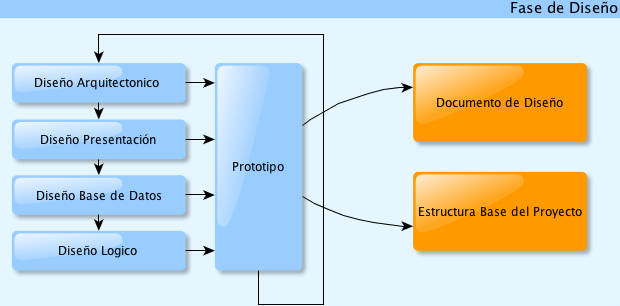 Fase de Diseño
Diseño Arquitectonico
Diseño Presentación
Diseño Base de Datos
Diseño Logico
Prototipo
Documento de Diseño
Estructura Base del Proyecto